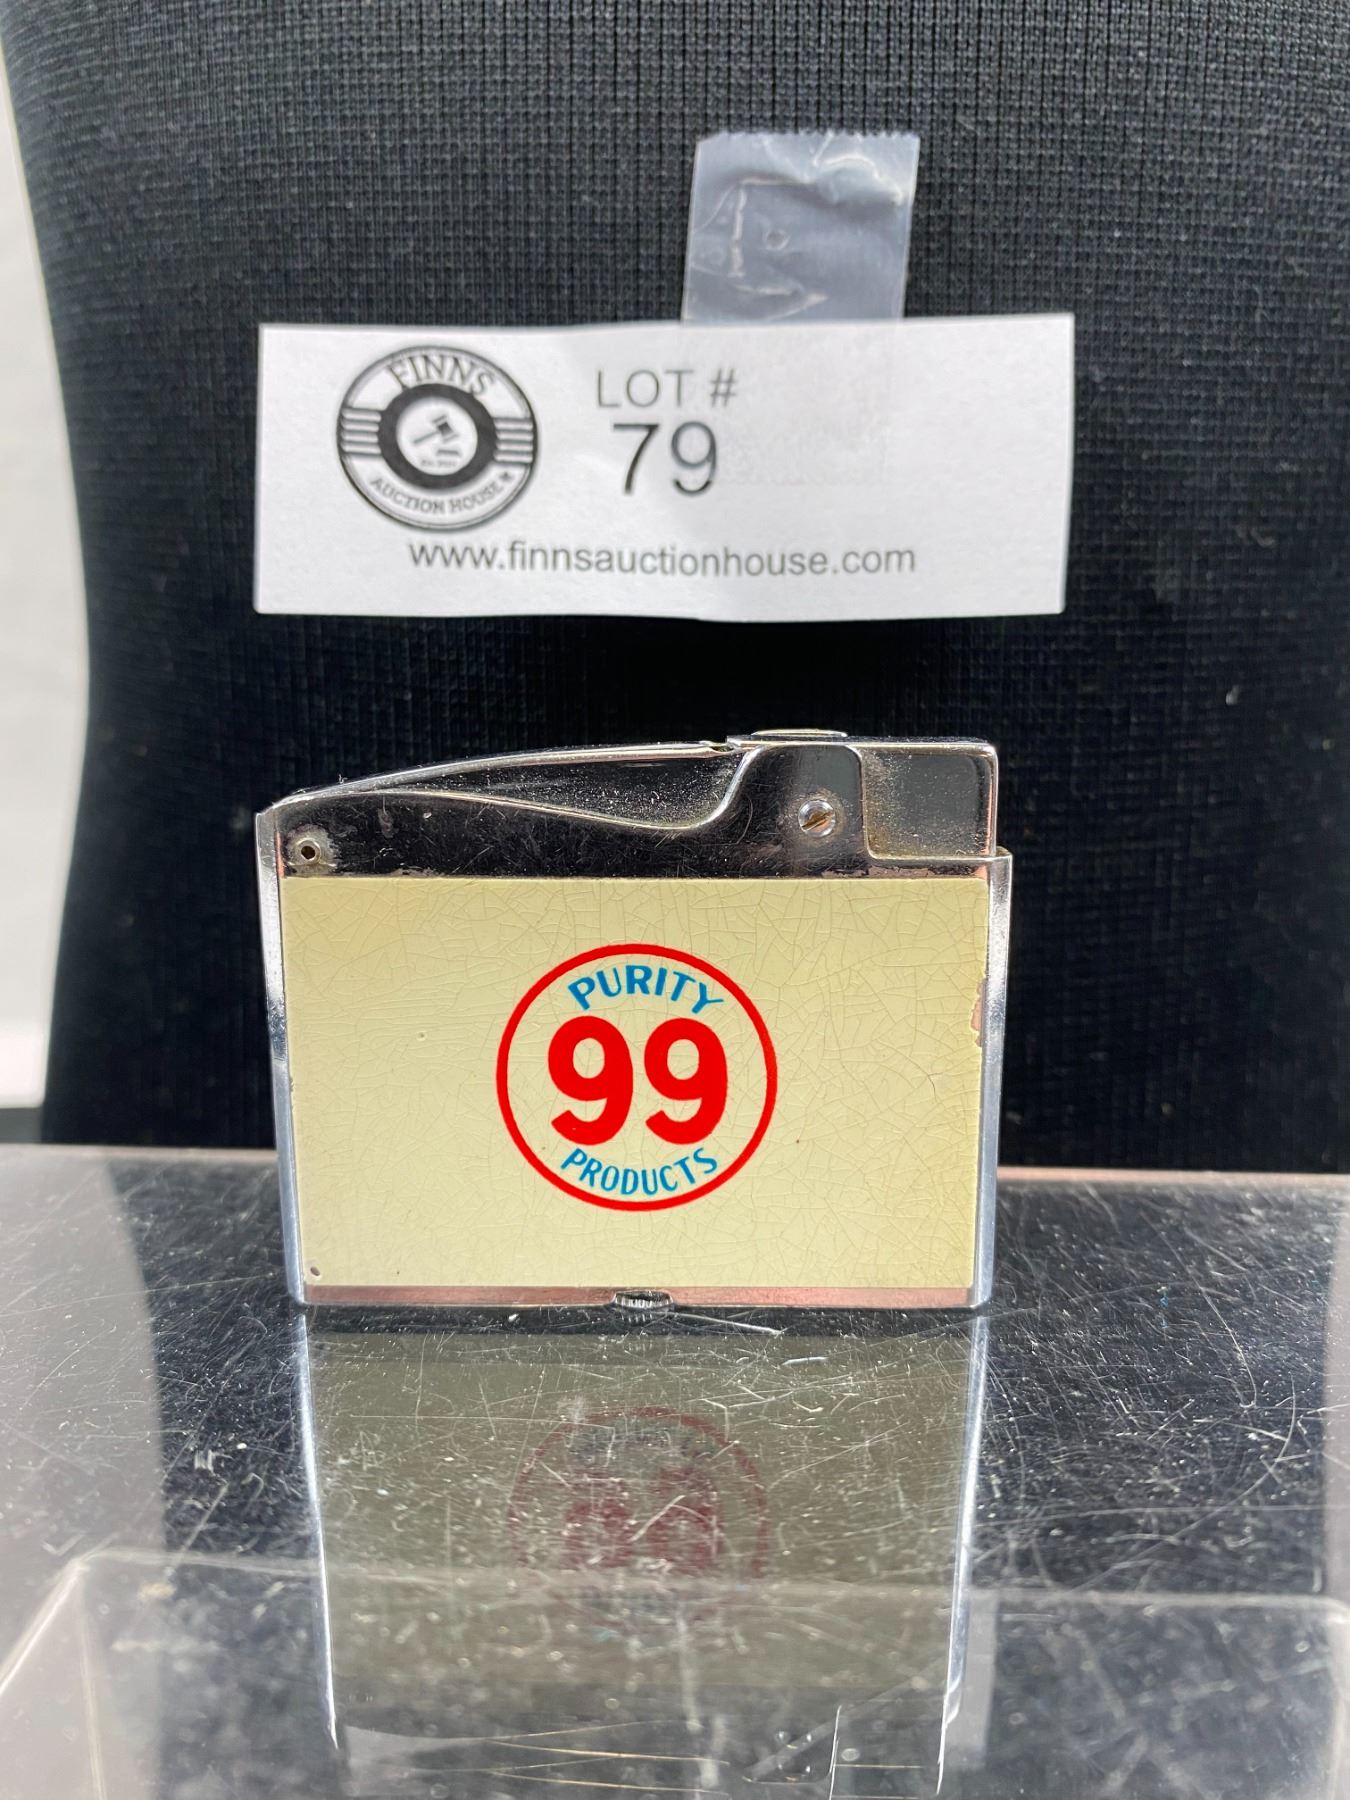 FINNS
AUCTION HOUSE
LOT #
79
www.finnsauctionhouse.com
PURITY
99
PRODUCTS